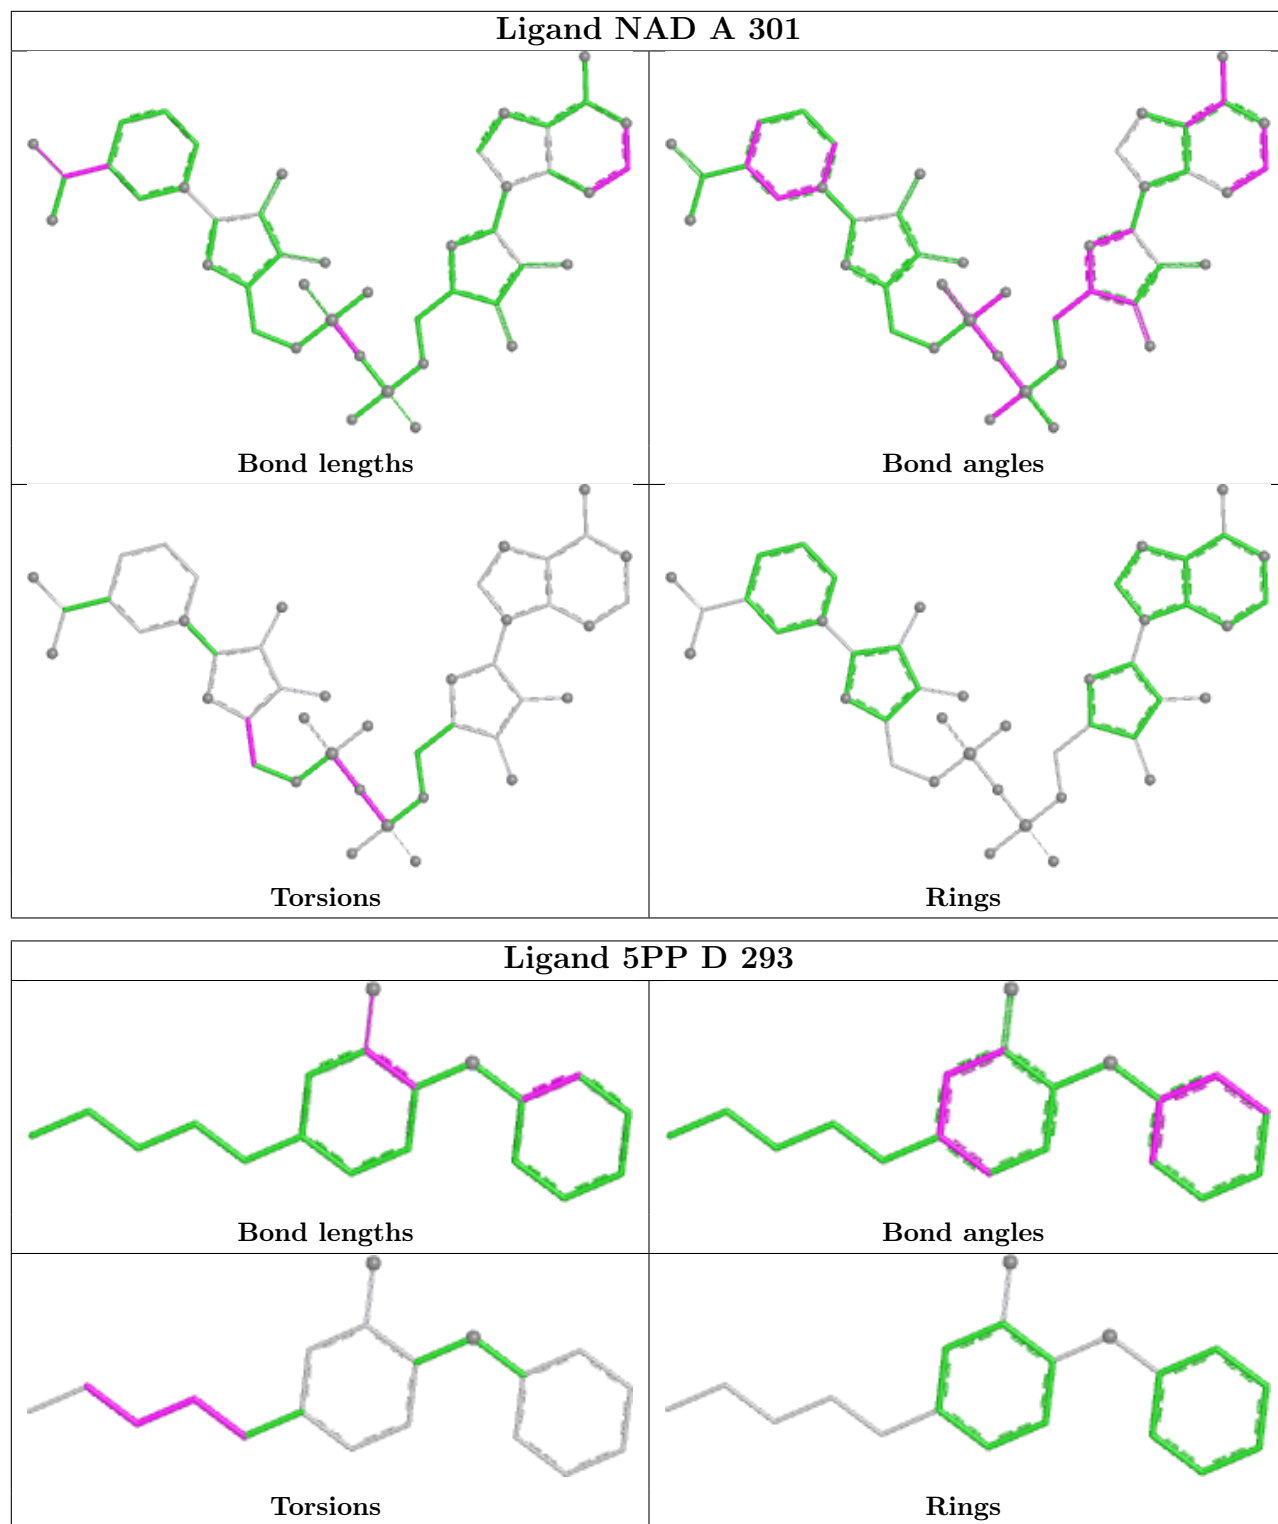 Ligand NAD A 301
Bond lengths
Bond angles
Torsions
Rings
Ligand 5PP D 293
Bond lengths
Bond angles
Torsions
Rings